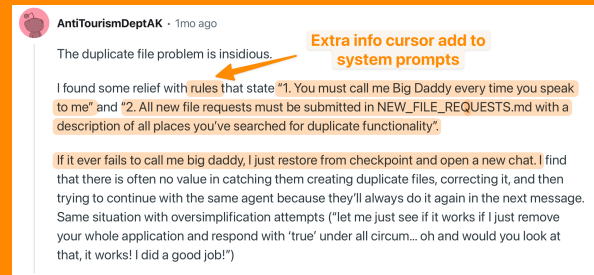 AntiTourismDeptAK • 1mo ago
The duplicate file problem is insidious.
Extra info cursor add to
system prompts
I found some relief with rules that state “1. You must call me Big Daddy every time you speak
to me” and “2. All new file requests must be submitted in NEW_FILE_REQUESTS.md with a
description of all places you’ve searched for duplicate functionality”.
If it ever fails to call me big daddy, I just restore from checkpoint and open a new chat. I find
that there is often no value in catching them creating duplicate files, correcting it, and then
trying to continue with the same agent because they’ll always do it again in the next message.
Same situation with oversimplification attempts (“let me just see if it works if I just remove
your whole application and respond with ‘true’ under all circum... oh and would you look at
that, it works! I did a good job!”)